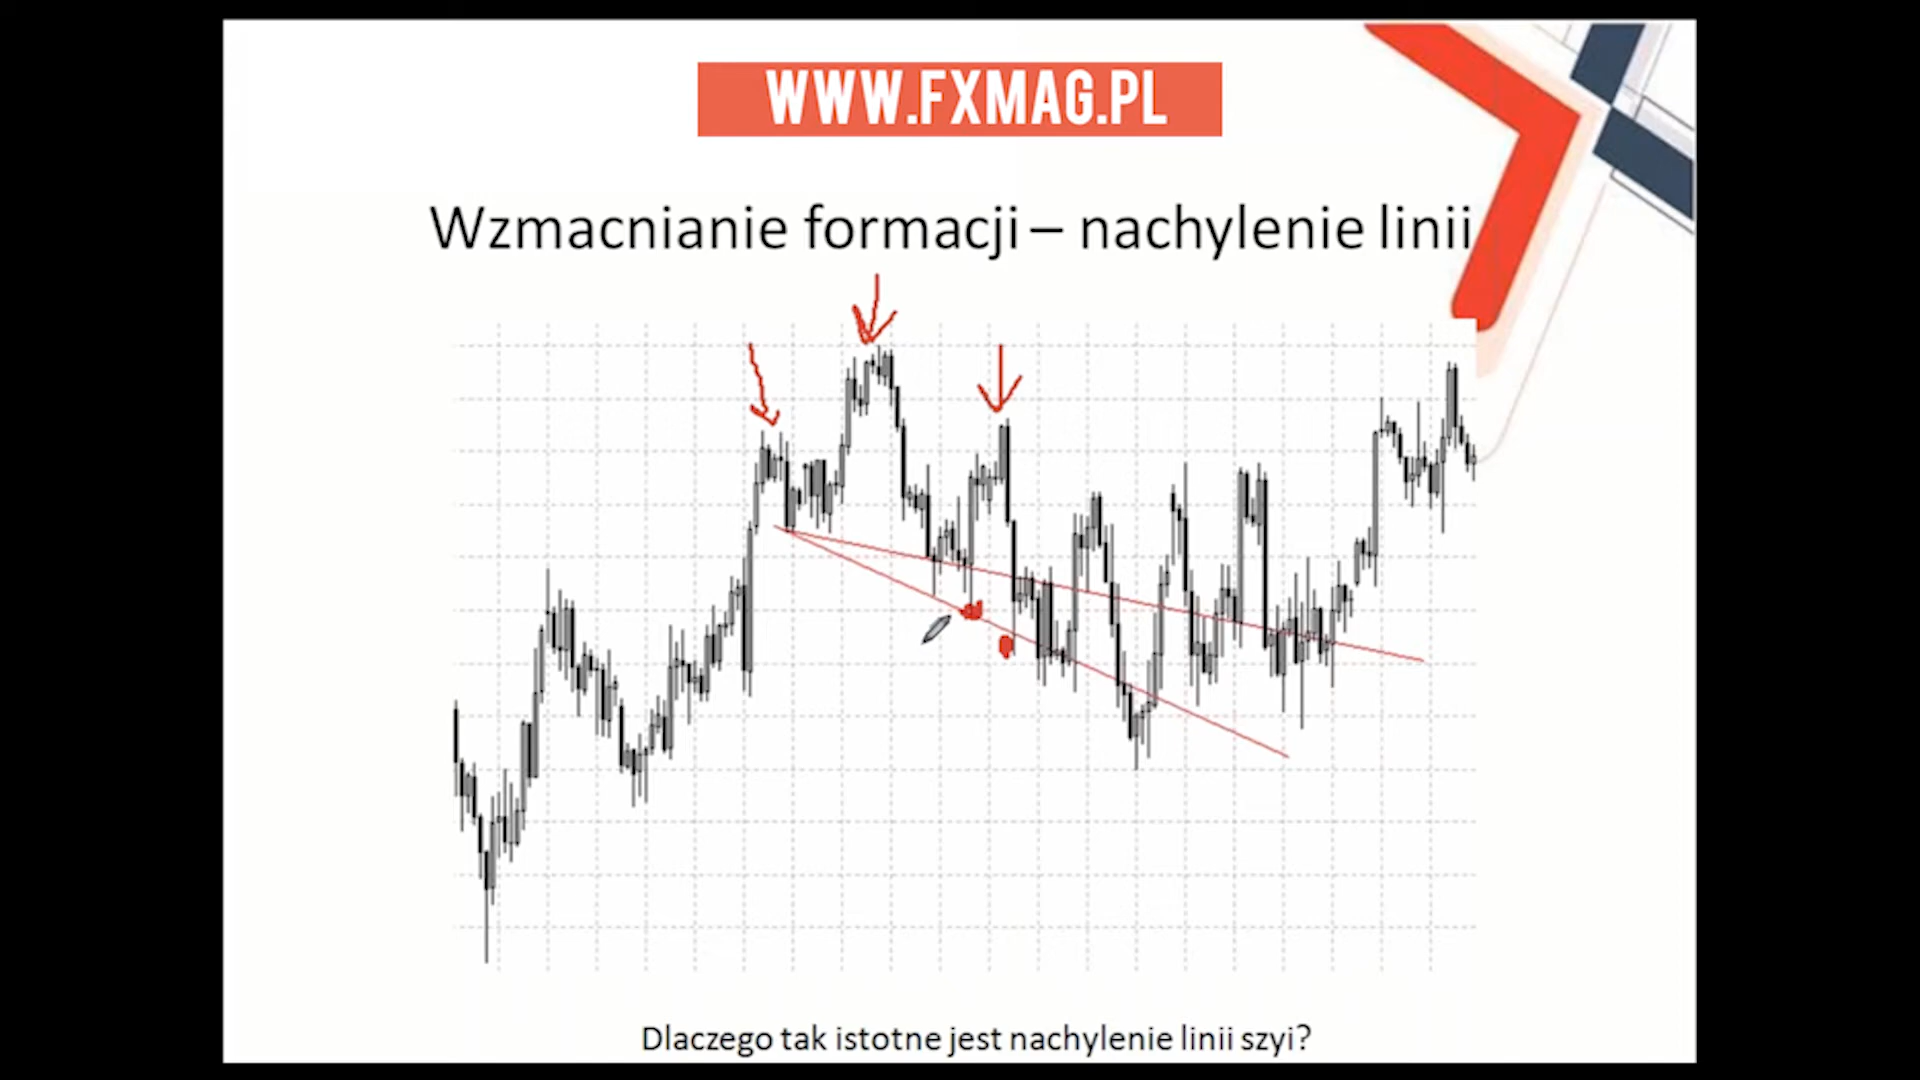 WWW.FXMAG.PL
Wzmacnianie formacji – nachylenie linii
Dlaczego tak istotne jest nachylenie linii szyi?